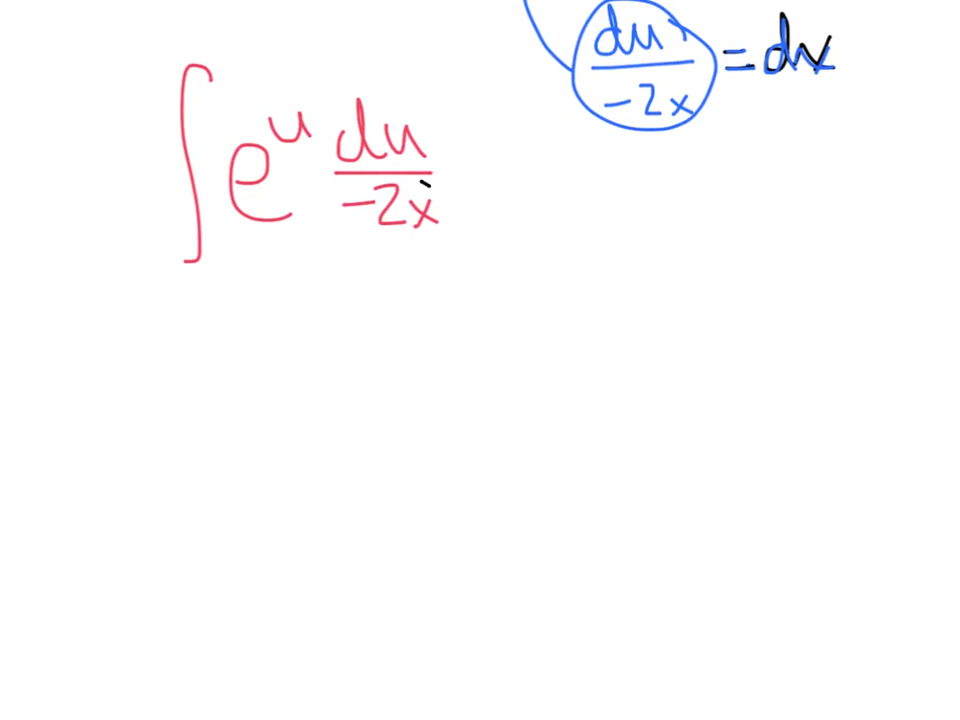 du/-2x = dx
∫ e^u du/-2x